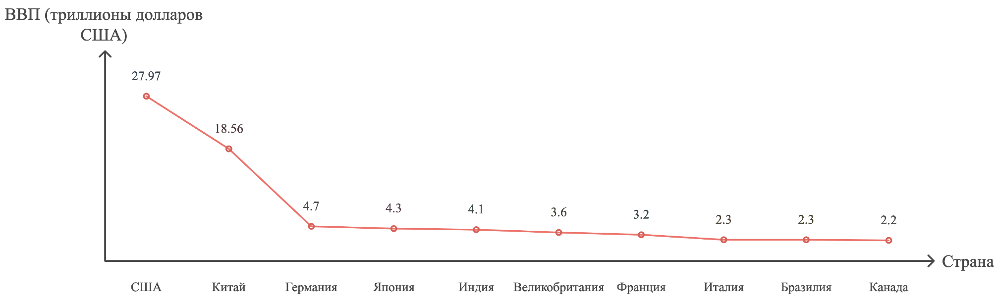 ВВП (триллионы долларов
США)
27.97
18.56
4.7
4.3
4.1
3.6
3.2
2.3
2.3
2.2
Страна
США Китай Германия Япония Индия Великобритания Франция Италия Бразилия Канада